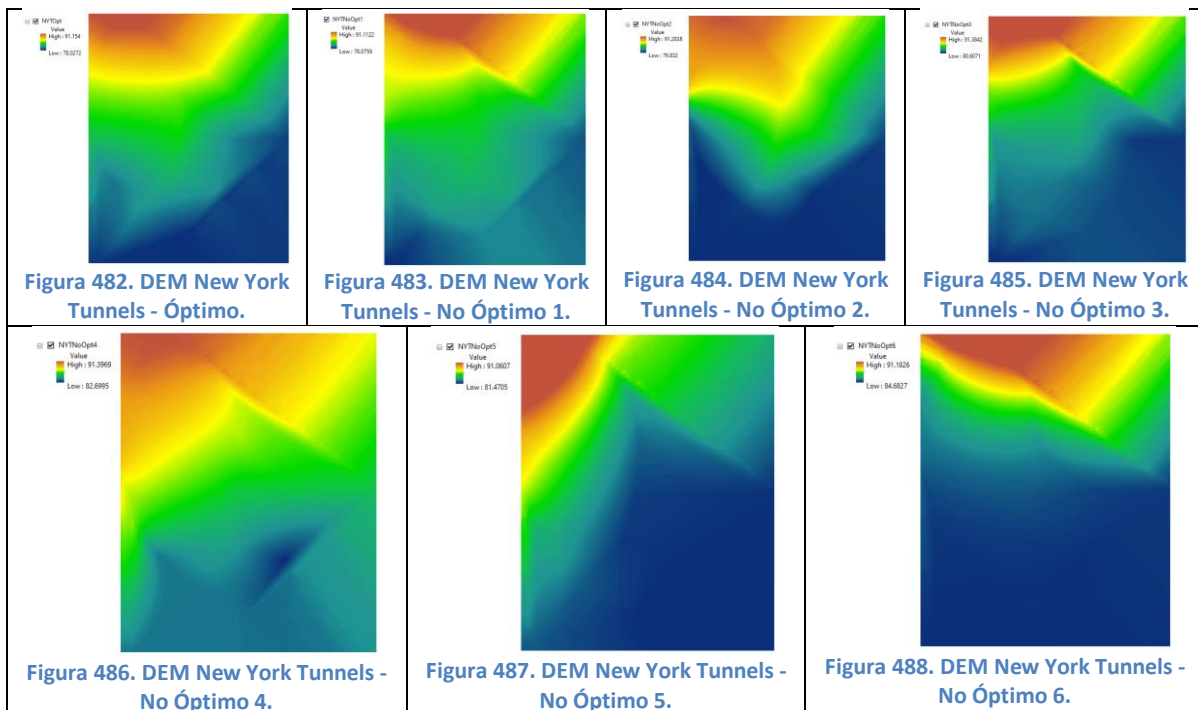 NYTOpt
Value
High : 91.154
Low : 78.0272
Figura 482. DEM New York
Tunnels - Óptimo.
NYTNoOpt1
Value
High : 91.1122
Low : 78.0759
Figura 483. DEM New York
Tunnels - No Óptimo 1.
NYTNoOpt2
Value
High : 91.2038
Low : 79.032
Figura 484. DEM New York
Tunnels - No Óptimo 2.
NYTNoOpt3
Value
High : 91.3842
Low : 80.6071
Figura 485. DEM New York
Tunnels - No Óptimo 3.
NYTNoOpt4
Value
High : 91.3969
Low : 82.6995
Figura 486. DEM New York Tunnels -
No Óptimo 4.
NYTNoOpt5
Value
High : 91.0607
Low : 81.4705
Figura 487. DEM New York Tunnels -
No Óptimo 5.
NYTNoOpt6
Value
High : 91.1826
Low : 84.6827
Figura 488. DEM New York Tunnels -
No Óptimo 6.